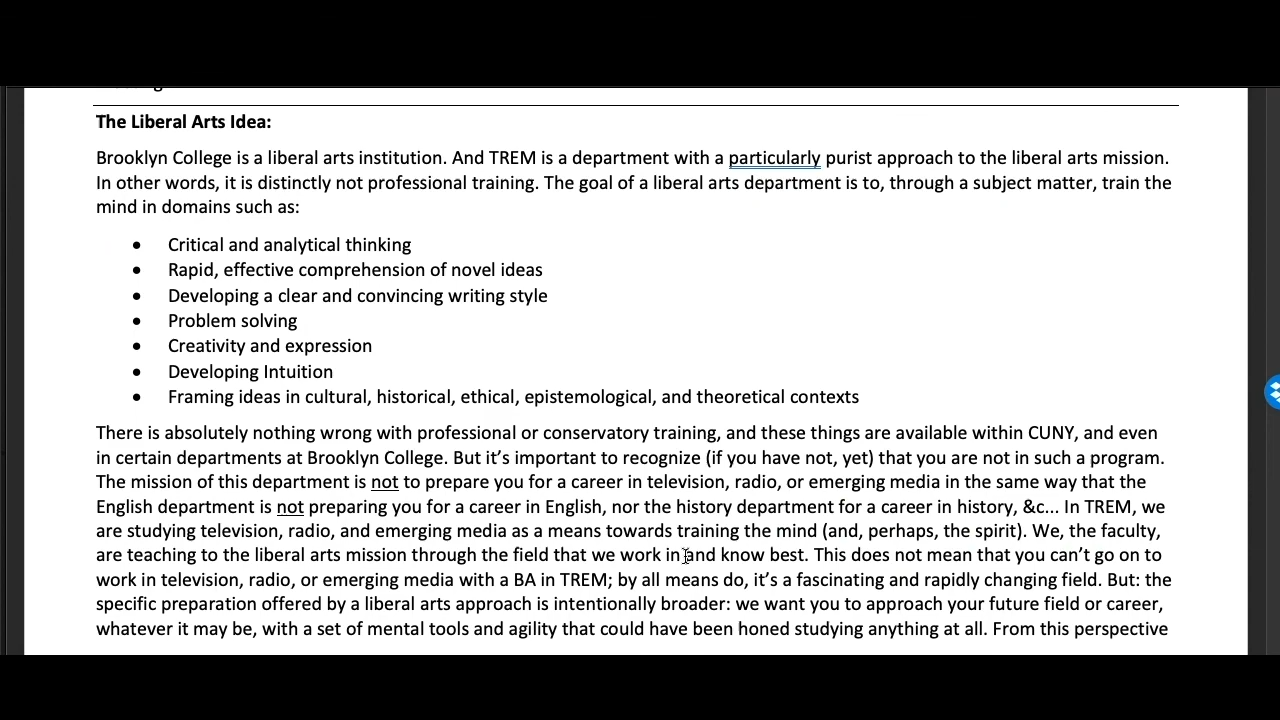 The Liberal Arts Idea:
Brooklyn College is a liberal arts institution. And TREM is a department with a particularly purist approach to the liberal arts mission.
In other words, it is distinctly not professional training. The goal of a liberal arts department is to, through a subject matter, train the
mind in domains such as:
• Critical and analytical thinking
• Rapid, effective comprehension of novel ideas
• Developing a clear and convincing writing style
• Problem solving
• Creativity and expression
• Developing Intuition
• Framing ideas in cultural, historical, ethical, epistemological, and theoretical contexts
There is absolutely nothing wrong with professional or conservatory training, and these things are available within CUNY, and even
in certain departments at Brooklyn College. But it’s important to recognize (if you have not, yet) that you are not in such a program.
The mission of this department is not to prepare you for a career in television, radio, or emerging media in the same way that the
English department is not preparing you for a career in English, nor the history department for a career in history, &c... In TREM, we
are studying television, radio, and emerging media as a means towards training the mind (and, perhaps, the spirit). We, the faculty,
are teaching to the liberal arts mission through the field that we work in and know best. This does not mean that you can’t go on to
work in television, radio, or emerging media with a BA in TREM; by all means do, it’s a fascinating and rapidly changing field. But: the
specific preparation offered by a liberal arts approach is intentionally broader: we want you to approach your future field or career,
whatever it may be, with a set of mental tools and agility that could have been honed studying anything at all. From this perspective